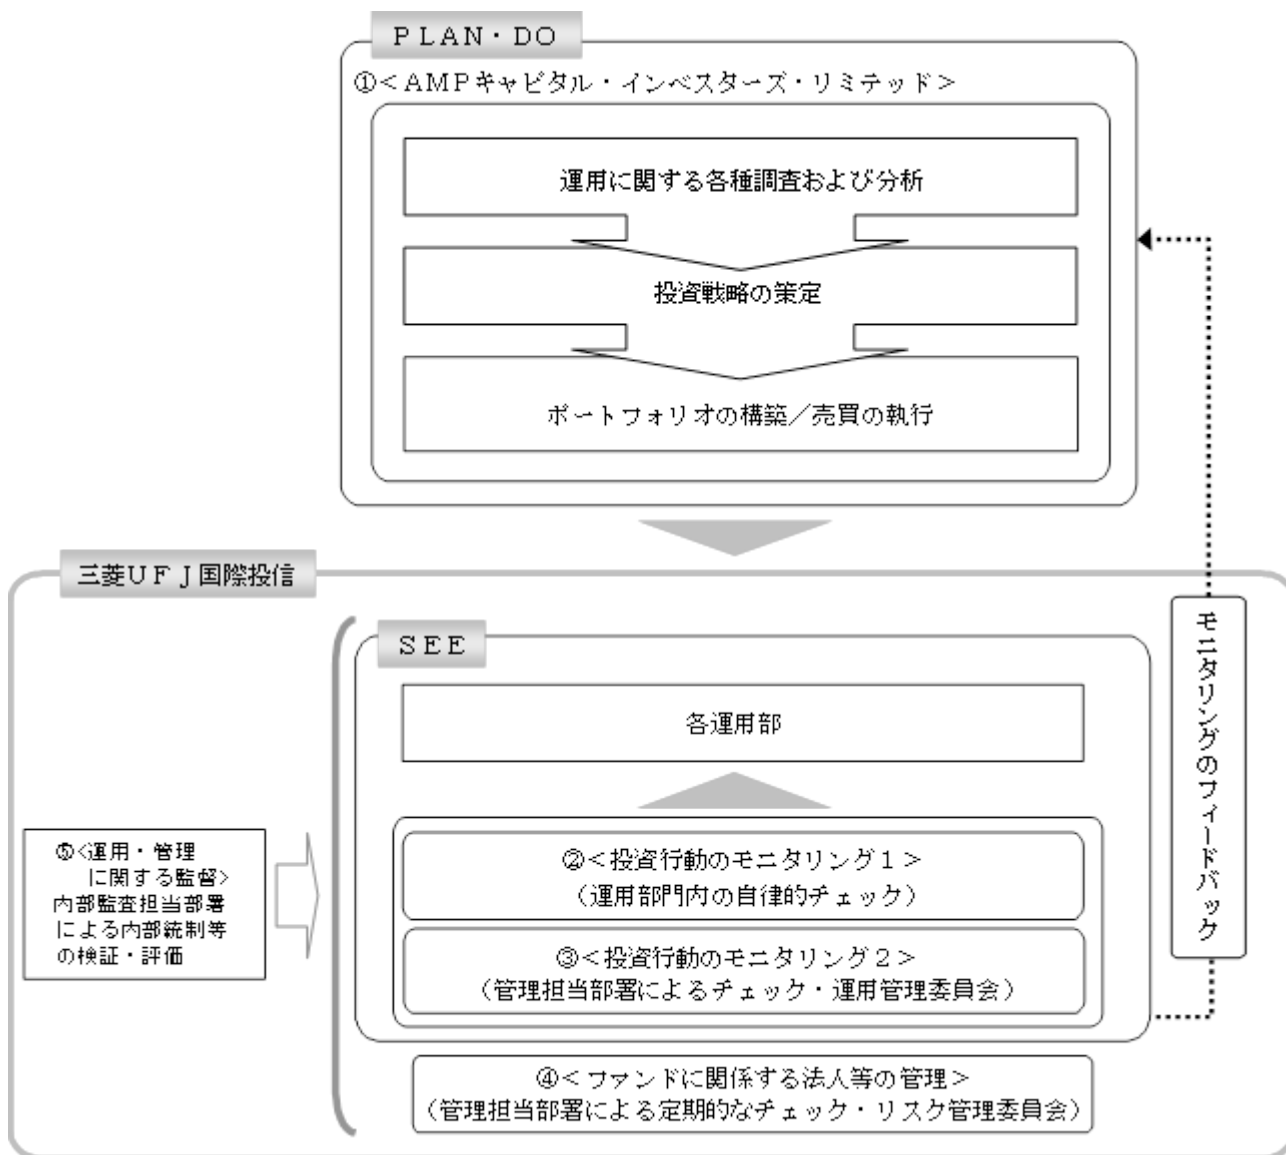 ＰＬＡＮ・ＤＯ
①＜ＡＭＰキャピタル・インベスターズ・リミテッド＞
運用に関する各種調査および分析
投資戦略の策定
ポートフォリオの構築／売買の執行
三菱ＵＦＪ国際投信
ＳＥＥ
各運用部
②＜投資行動のモニタリング１＞
（運用部門内の自律的チェック）
③＜投資行動のモニタリング２＞
（管理担当部署によるチェック・運用管理委員会）
④＜ファンドに関係する法人等の管理＞
（管理担当部署による定期的なチェック・リスク管理委員会）
⑤<運用・管理
に関する監督>
内部監査担当部署
による内部統制等
の検証・評価
モニタリングのフィードバック